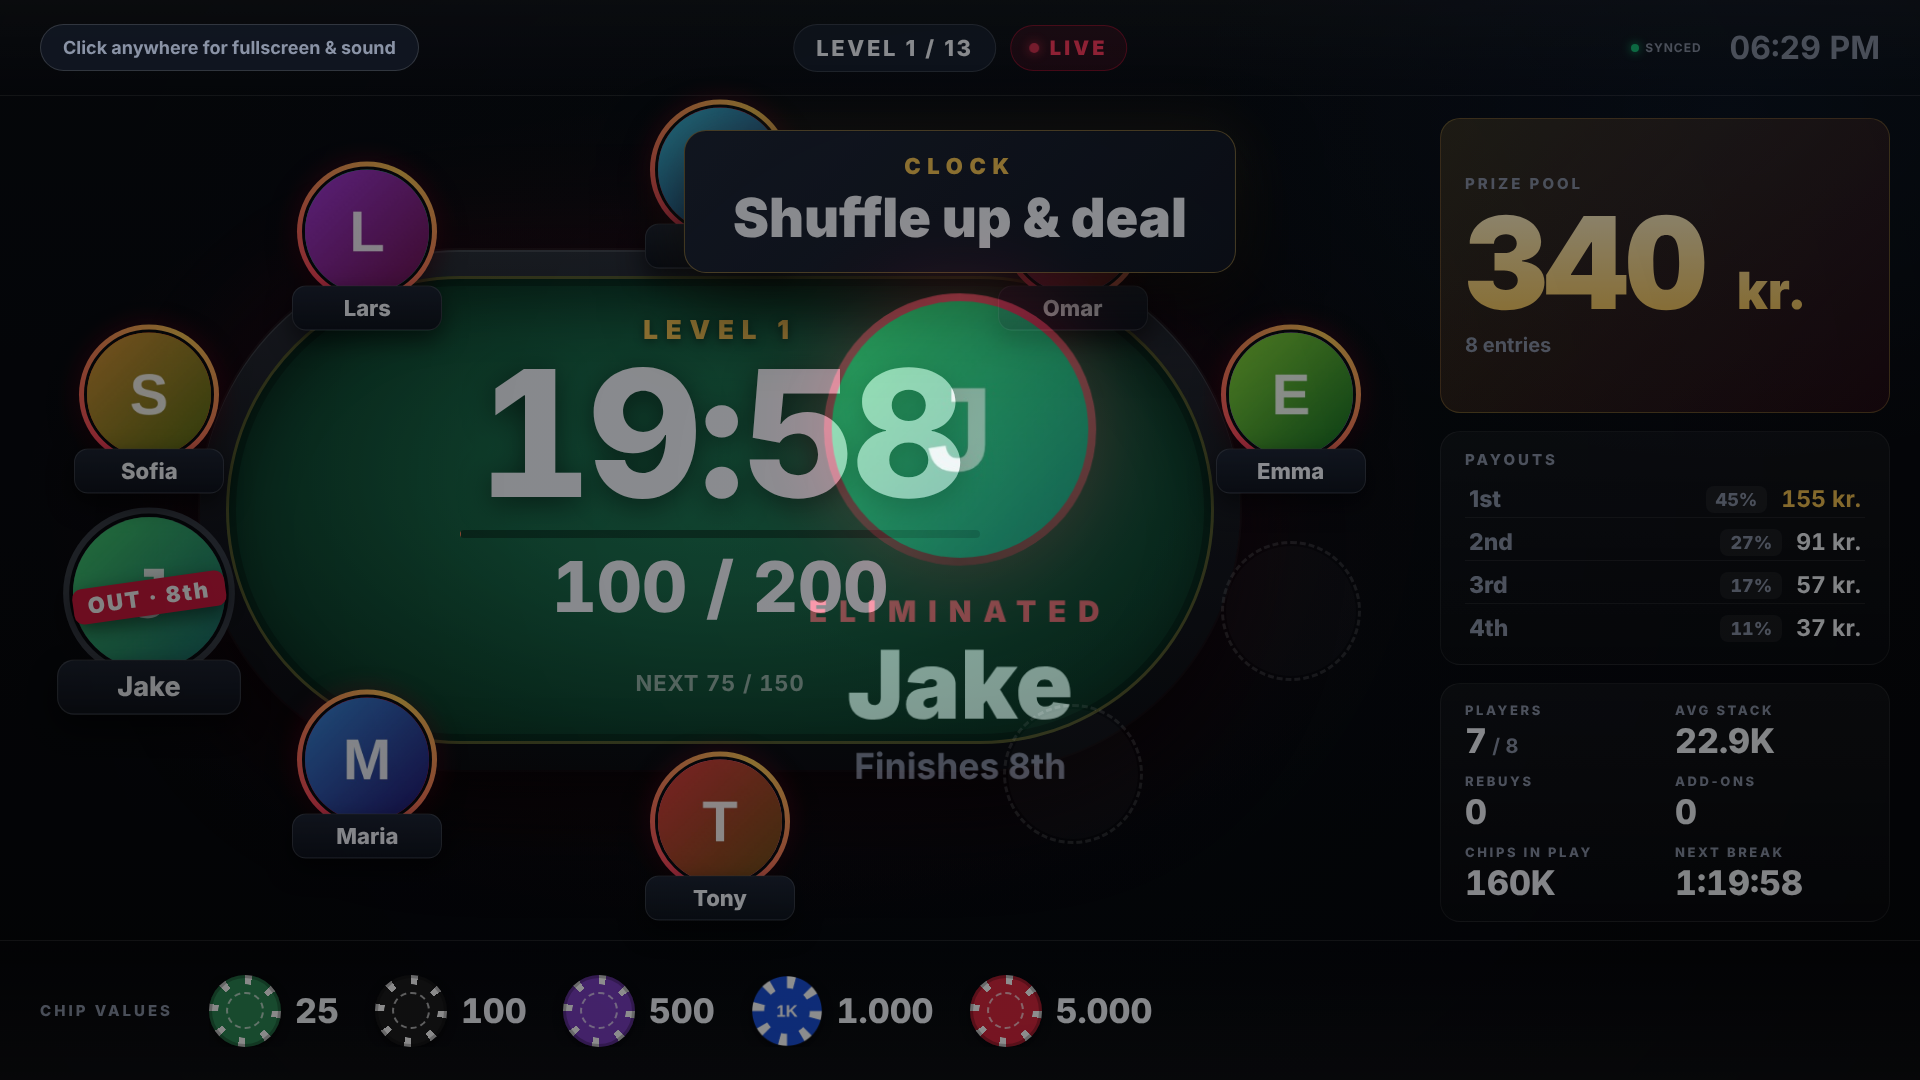 Click anywhere for fullscreen & sound
LEVEL 1 / 13
LIVE
SYNCED
06:29 PM
CLOCK
Shuffle up & deal
L
Lars
Omar
S
Sofia
E
Emma
J
OUT · 8th
Jake
M
Maria
T
Tony
LEVEL 1
19:58
100 / 200
NEXT 75 / 150
J
ELIMINATED
Jake
Finishes 8th
PRIZE POOL
340 kr.
8 entries
PAYOUTS
1st 45% 155 kr.
2nd 27% 91 kr.
3rd 17% 57 kr.
4th 11% 37 kr.
PLAYERS
7 / 8
AVG STACK
22.9K
REBUYS
0
ADD-ONS
0
CHIPS IN PLAY
160K
NEXT BREAK
1:19:58
CHIP VALUES
25
100
500
1K
1.000
5.000